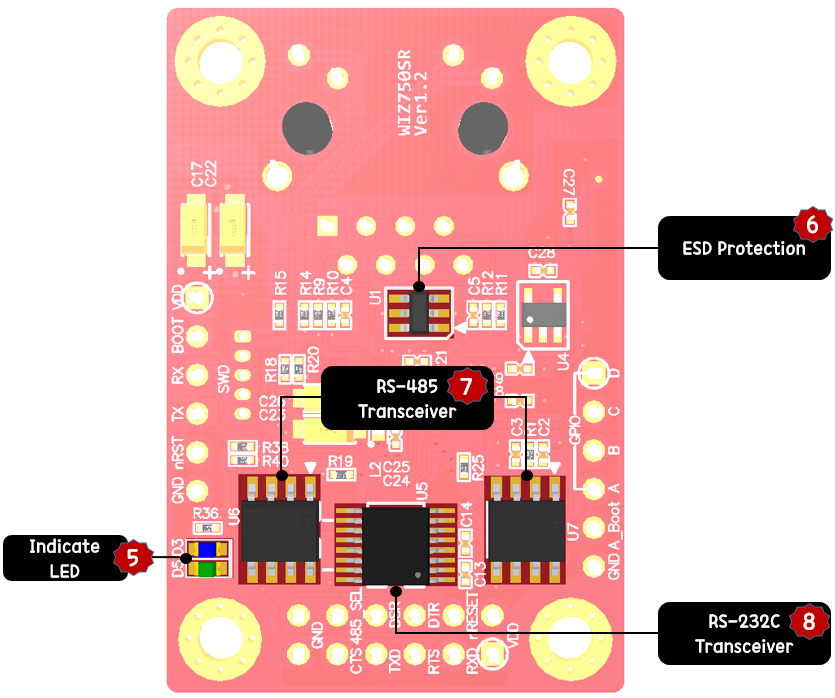 WIZ750SR
Ver1.2
C17
C22
C27
6
ESD Protection
C28
VDD
R15
R14
R9
R10
C4
U1
C5
R12
R11
U4
BOOT
RX
SWD
R18
R20
C21
D
RS-485
Transceiver
7
TX
C26
C23
C
GPIO
nRST
R38
R40
C3
R1
C2
B
GND
R19
L2
C25
C24
R25
A
R36
U6
U5
C14
U7
A_Boot
Indicate
LED
5
D5
D3
C13
GND
GND
CTS
485_SEL
TXD
DSR
RTS
DTR
RXD
nRESET
VDD
RS-232C
Transceiver
8